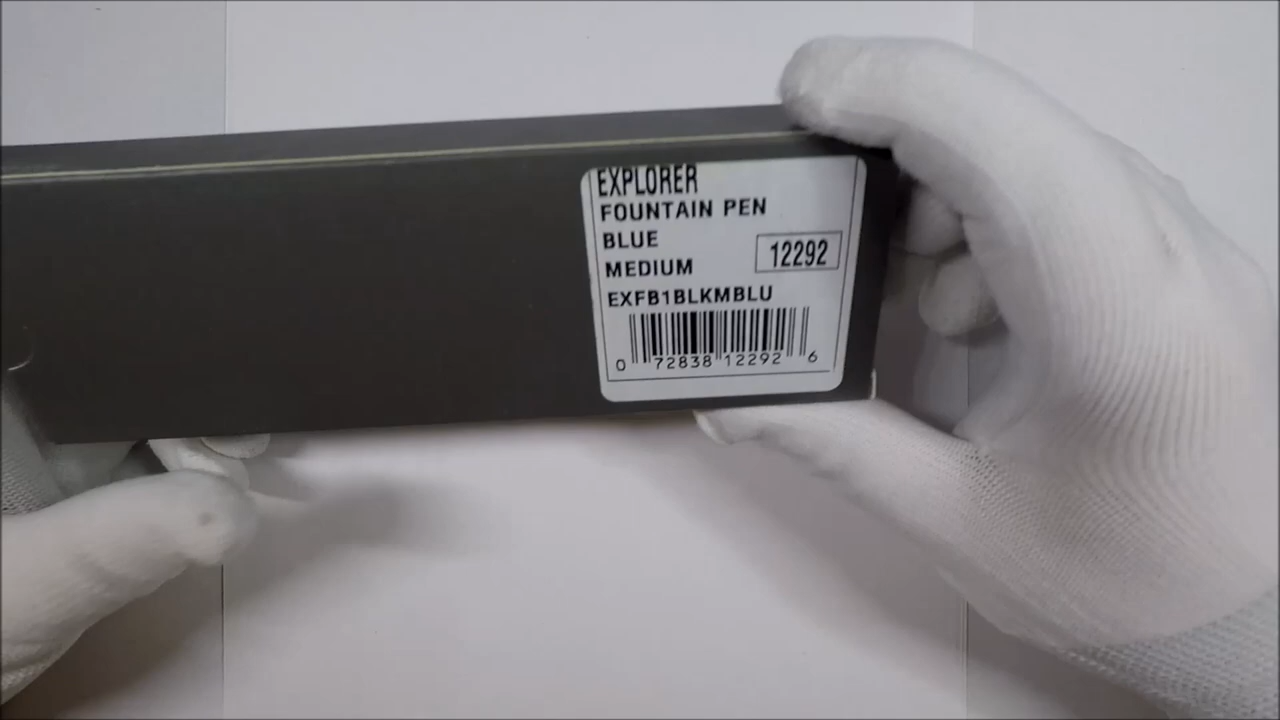 EXPLORER
FOUNTAIN PEN
BLUE
12292
MEDIUM
EXFB1BLKMBLU
0 72838 12292 6